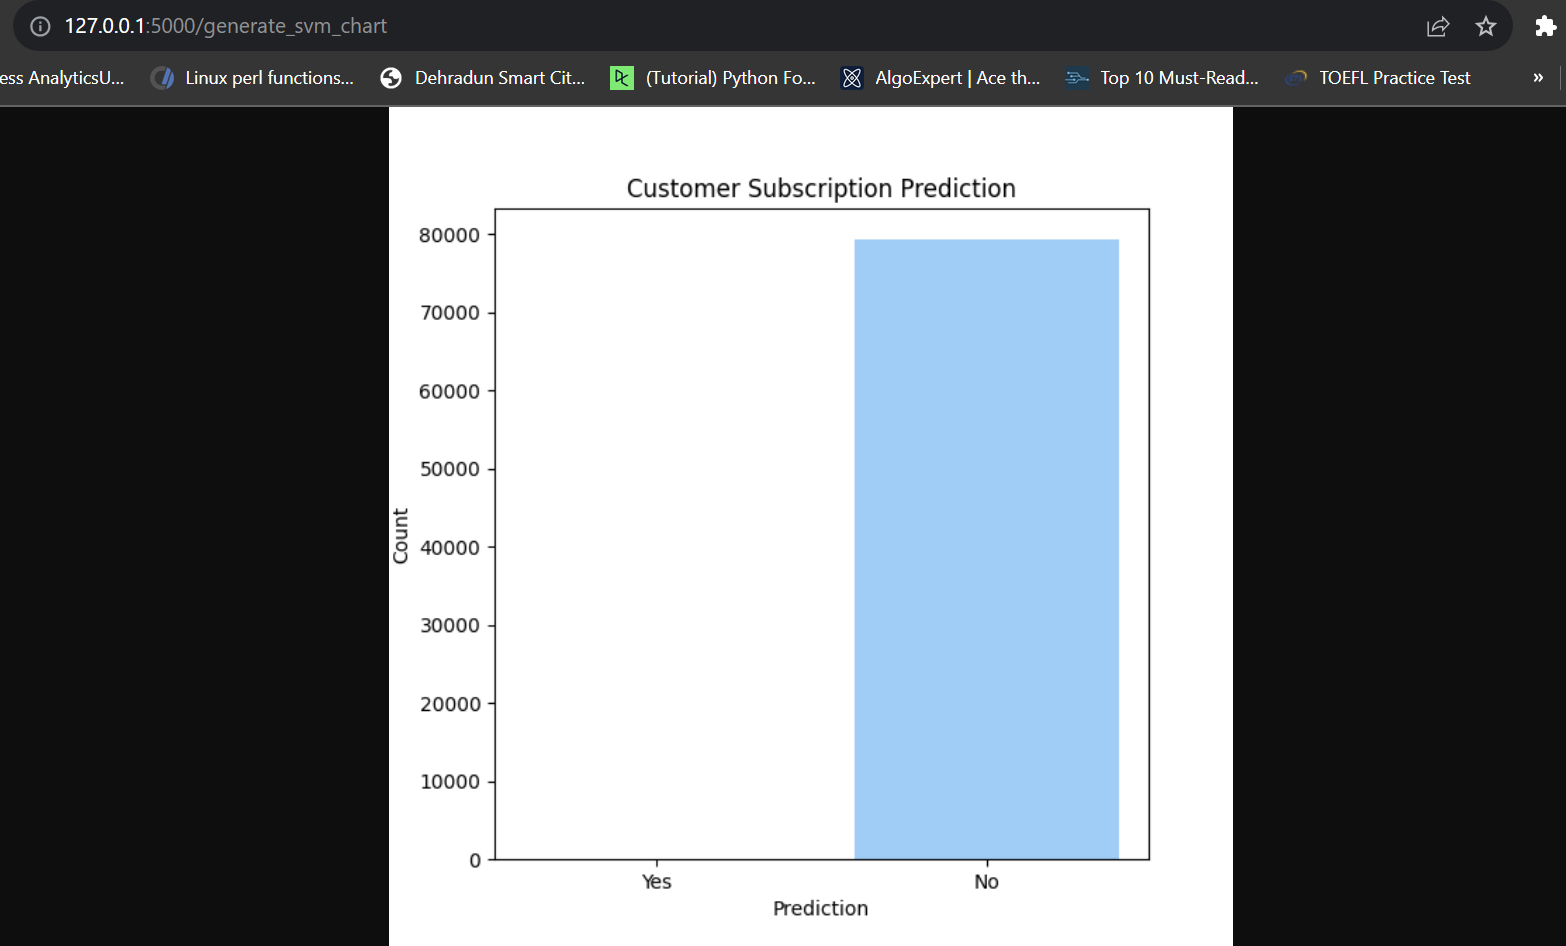 127.0.0.1:5000/generate_svm_chart
ess AnalyticsU... Linux perl functions... Dehradun Smart Cit... (Tutorial) Python Fo... AlgoExpert | Ace th... Top 10 Must-Read... TOEFL Practice Test »
Customer Subscription Prediction
80000
70000
60000
50000
40000
30000
20000
10000
0
Count
Yes No
Prediction